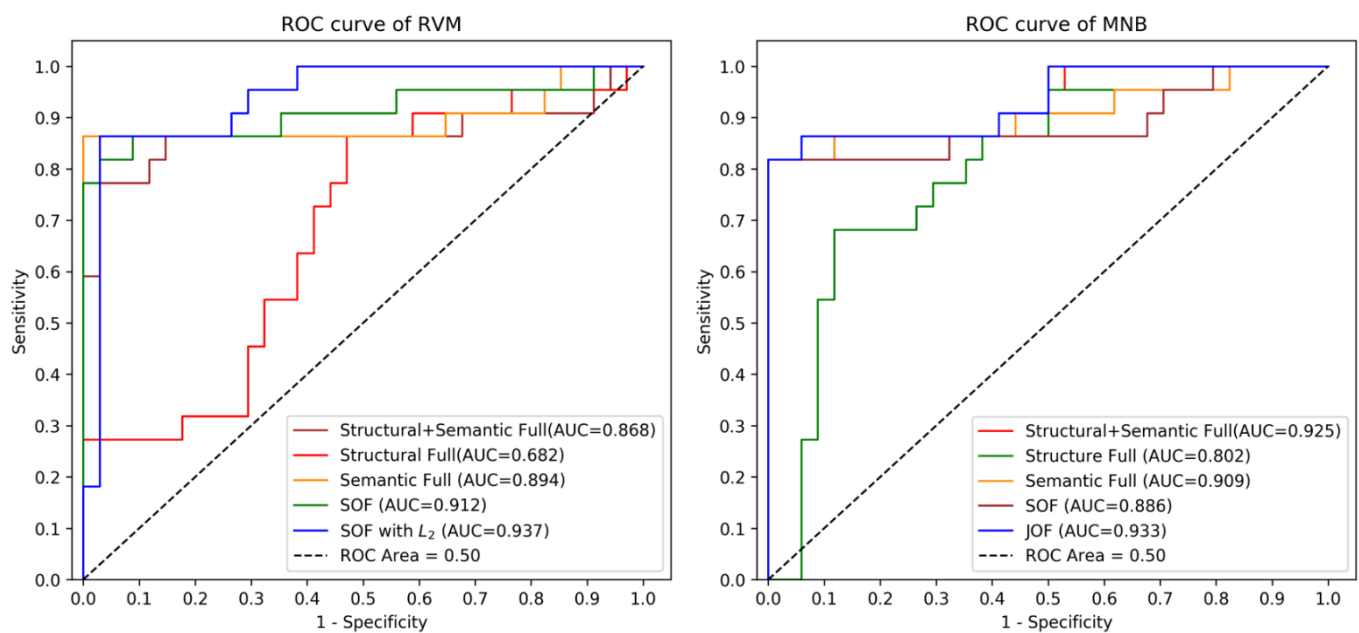 ROC curve of RVM
1.0
0.9
0.8
0.7
0.6
0.5
0.4
0.3
0.2
0.1
0.0
Sensitivity
0.0 0.1 0.2 0.3 0.4 0.5 0.6 0.7 0.8 0.9 1.0
1 - Specificity
Structural+Semantic Full(AUC=0.868)
Structural Full(AUC=0.682)
Semantic Full (AUC=0.894)
SOF (AUC=0.912)
SOF with L₂ (AUC=0.937)
ROC Area = 0.50
ROC curve of MNB
1.0
0.9
0.8
0.7
0.6
0.5
0.4
0.3
0.2
0.1
0.0
Sensitivity
0.0 0.1 0.2 0.3 0.4 0.5 0.6 0.7 0.8 0.9 1.0
1 - Specificity
Structural+Semantic Full(AUC=0.925)
Structure Full (AUC=0.802)
Semantic Full (AUC=0.909)
SOF (AUC=0.886)
JOF (AUC=0.933)
ROC Area = 0.50